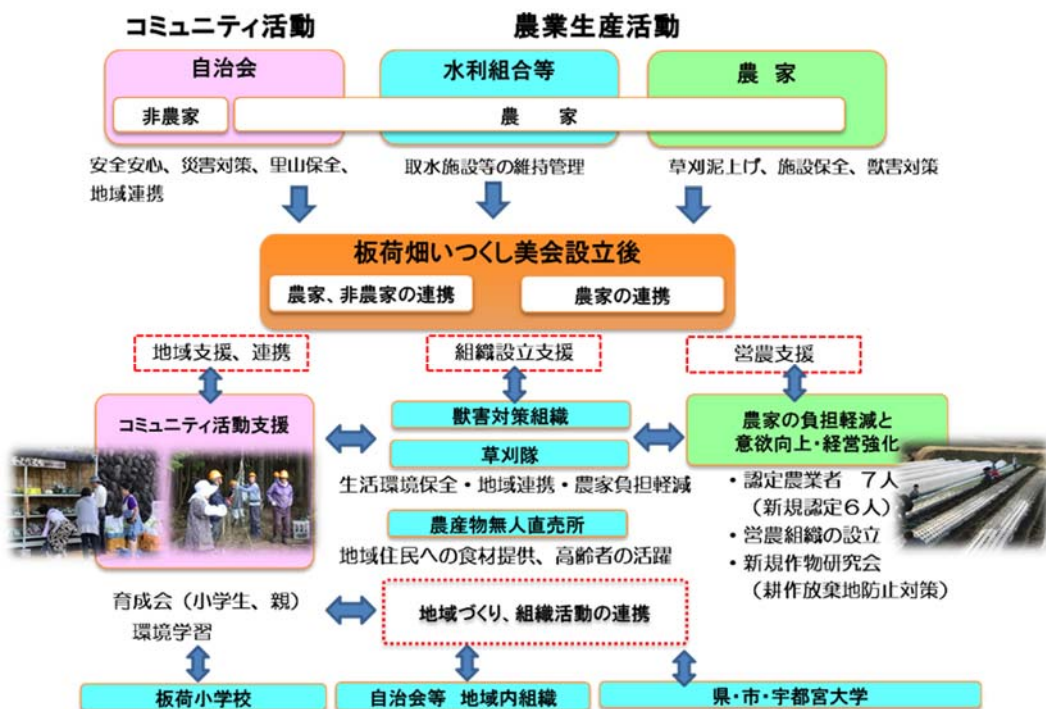 コミュニティ活動
農業生産活動
自治会
水利組合等
農　家
非農家
農　　家
安全安心、災害対策、里山保全、
地域連携
取水施設等の維持管理
草刈泥上げ、施設保全、獣害対策
板荷畑いつくし美会設立後
農家、非農家の連携
農家の連携
地域支援、連携
組織設立支援
営農支援
コミュニティ活動支援
獣害対策組織
草刈隊
生活環境保全・地域連携・農家負担軽減
農産物無人直売所
地域住民への食材提供、高齢者の活躍
農家の負担軽減と
意欲向上・経営強化
・認定農業者　7人
（新規認定６人）
・営農組織の設立
・新規作物研究会
（耕作放棄地防止対策）
育成会（小学生、親）
環境学習
地域づくり、組織活動の連携
板荷小学校
自治会等　地域内組織
県・市・宇都宮大学